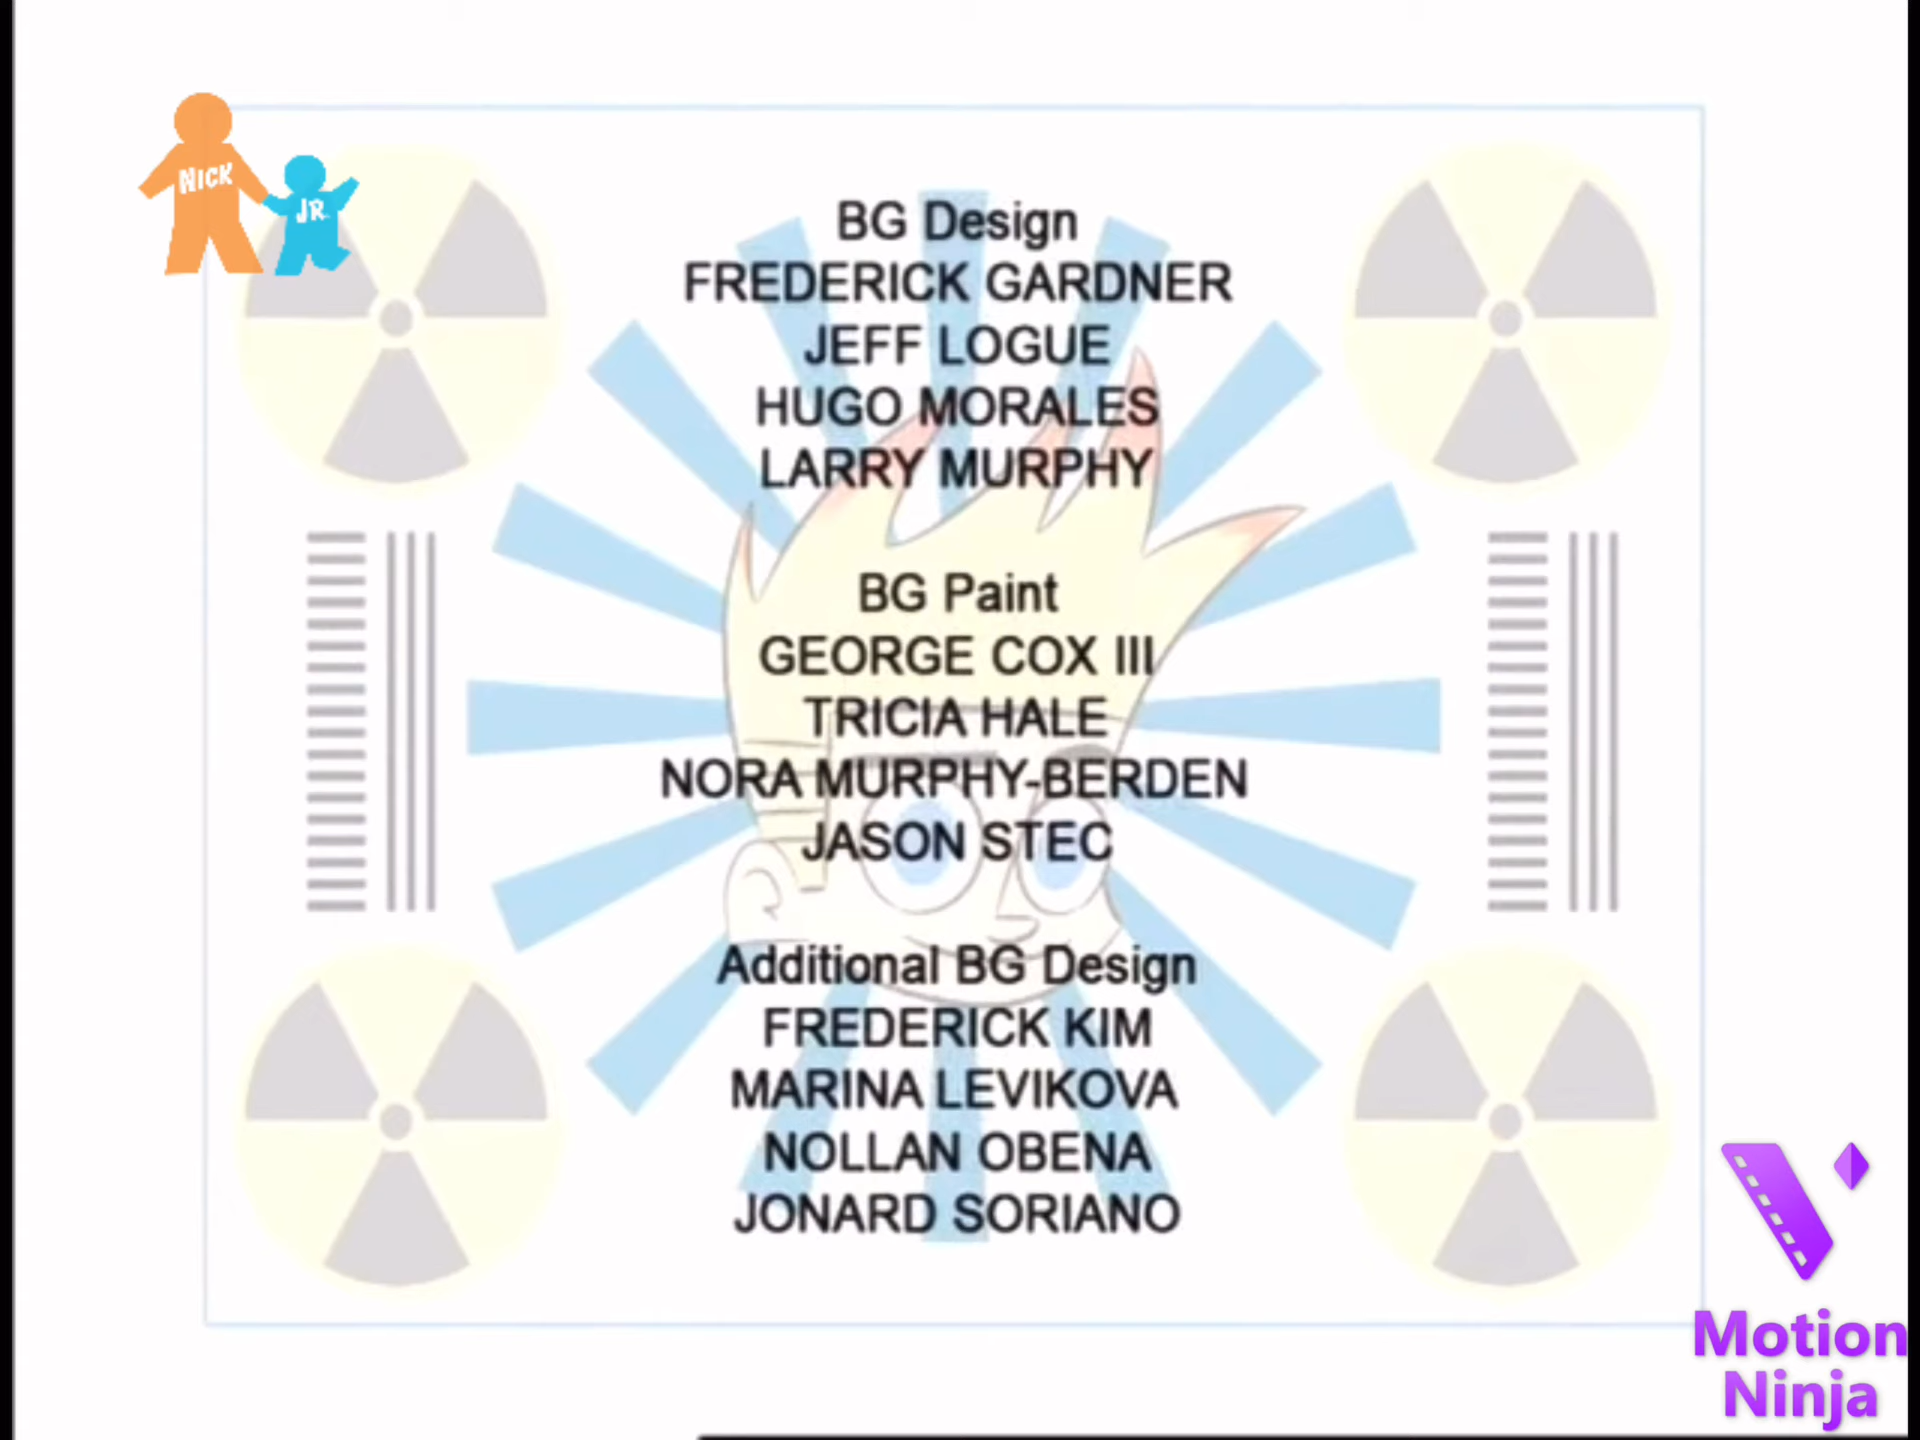 NICK
JR
BG Design
FREDERICK GARDNER
JEFF LOGUE
HUGO MORALES
LARRY MURPHY
BG Paint
GEORGE COX III
TRICIA HALE
NORA MURPHY-BERDEN
JASON STEC
Additional BG Design
FREDERICK KIM
MARINA LEVIKOVA
NOLLAN OBENA
JONARD SORIANO
Motion
Ninja